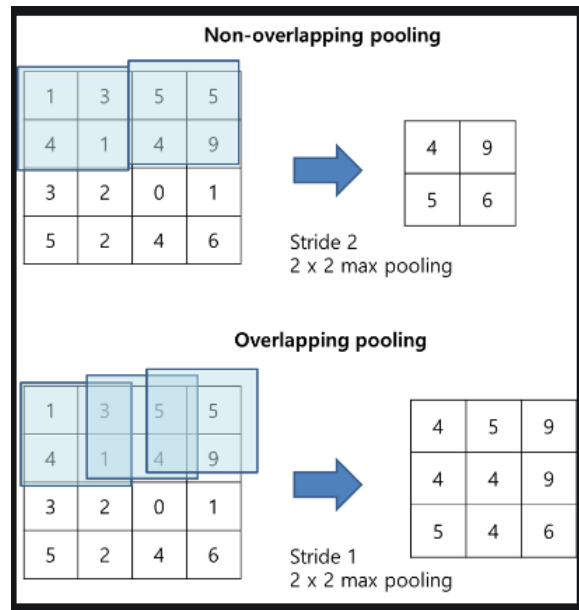 Non-overlapping pooling
1 3 5 5
4 1 4 9
3 2 0 1
5 2 4 6
4 9
5 6
Stride 2
2 x 2 max pooling
Overlapping pooling
1 3 5 5
4 1 4 9
3 2 0 1
5 2 4 6
4 5 9
4 4 9
5 4 6
Stride 1
2 x 2 max pooling